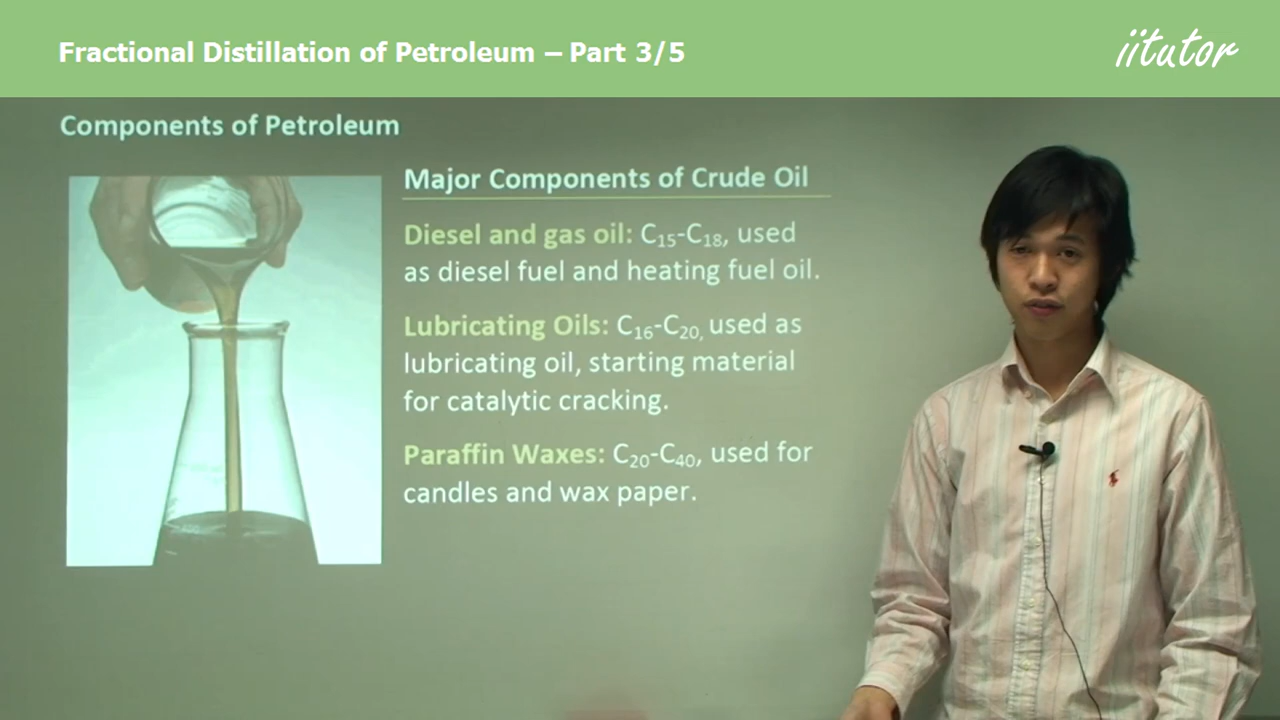 Fractional Distillation of Petroleum – Part 3/5
iitutor
Components of Petroleum
Major Components of Crude Oil
Diesel and gas oil: C₁₅-C₁₈, used
as diesel fuel and heating fuel oil.
Lubricating Oils: C₁₆-C₂₀, used as
lubricating oil, starting material
for catalytic cracking.
Paraffin Waxes: C₂₀-C₄₀, used for
candles and wax paper.